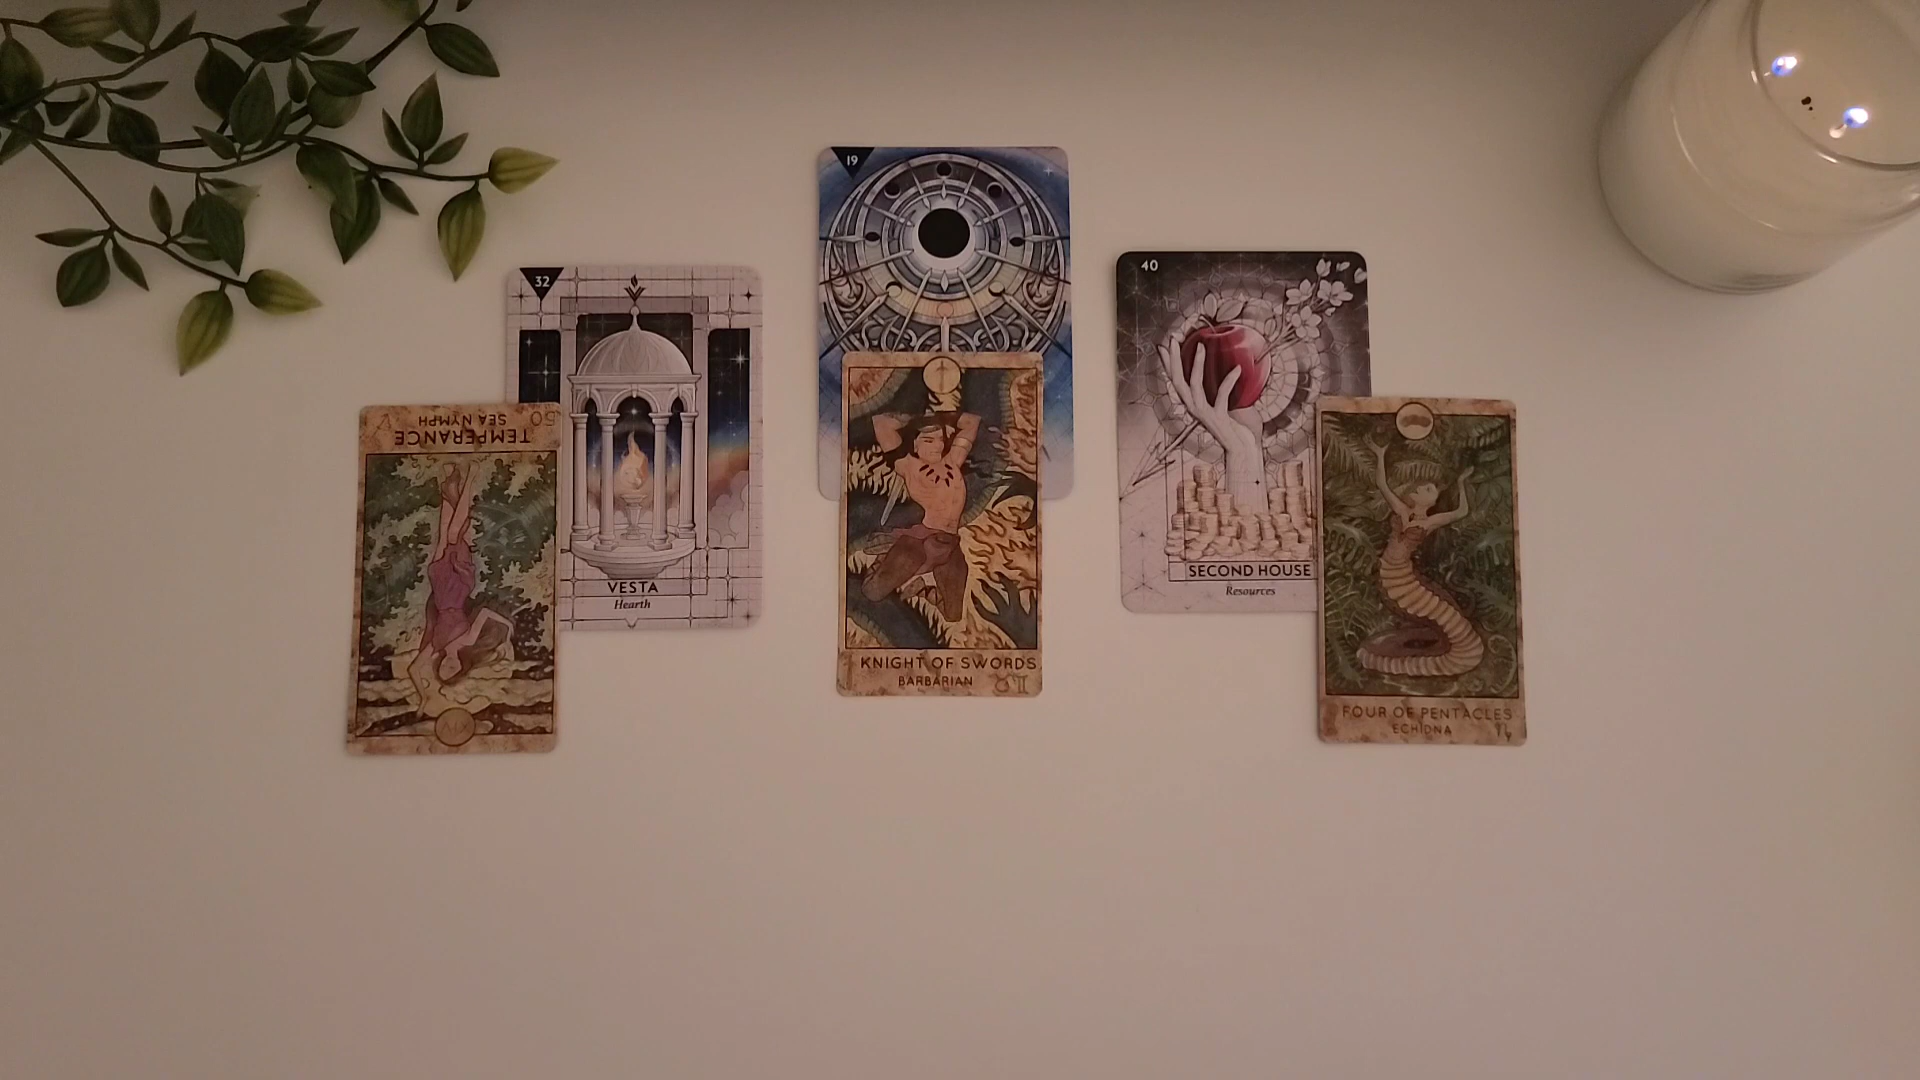 19
32
VESTA
Hearth
40
SECOND HOUSE
Resources
TEMPERANCE
SEA NYMPH
XIV
KNIGHT OF SWORDS
BARBARIAN
FOUR OF PENTACLES
ECHIDNA